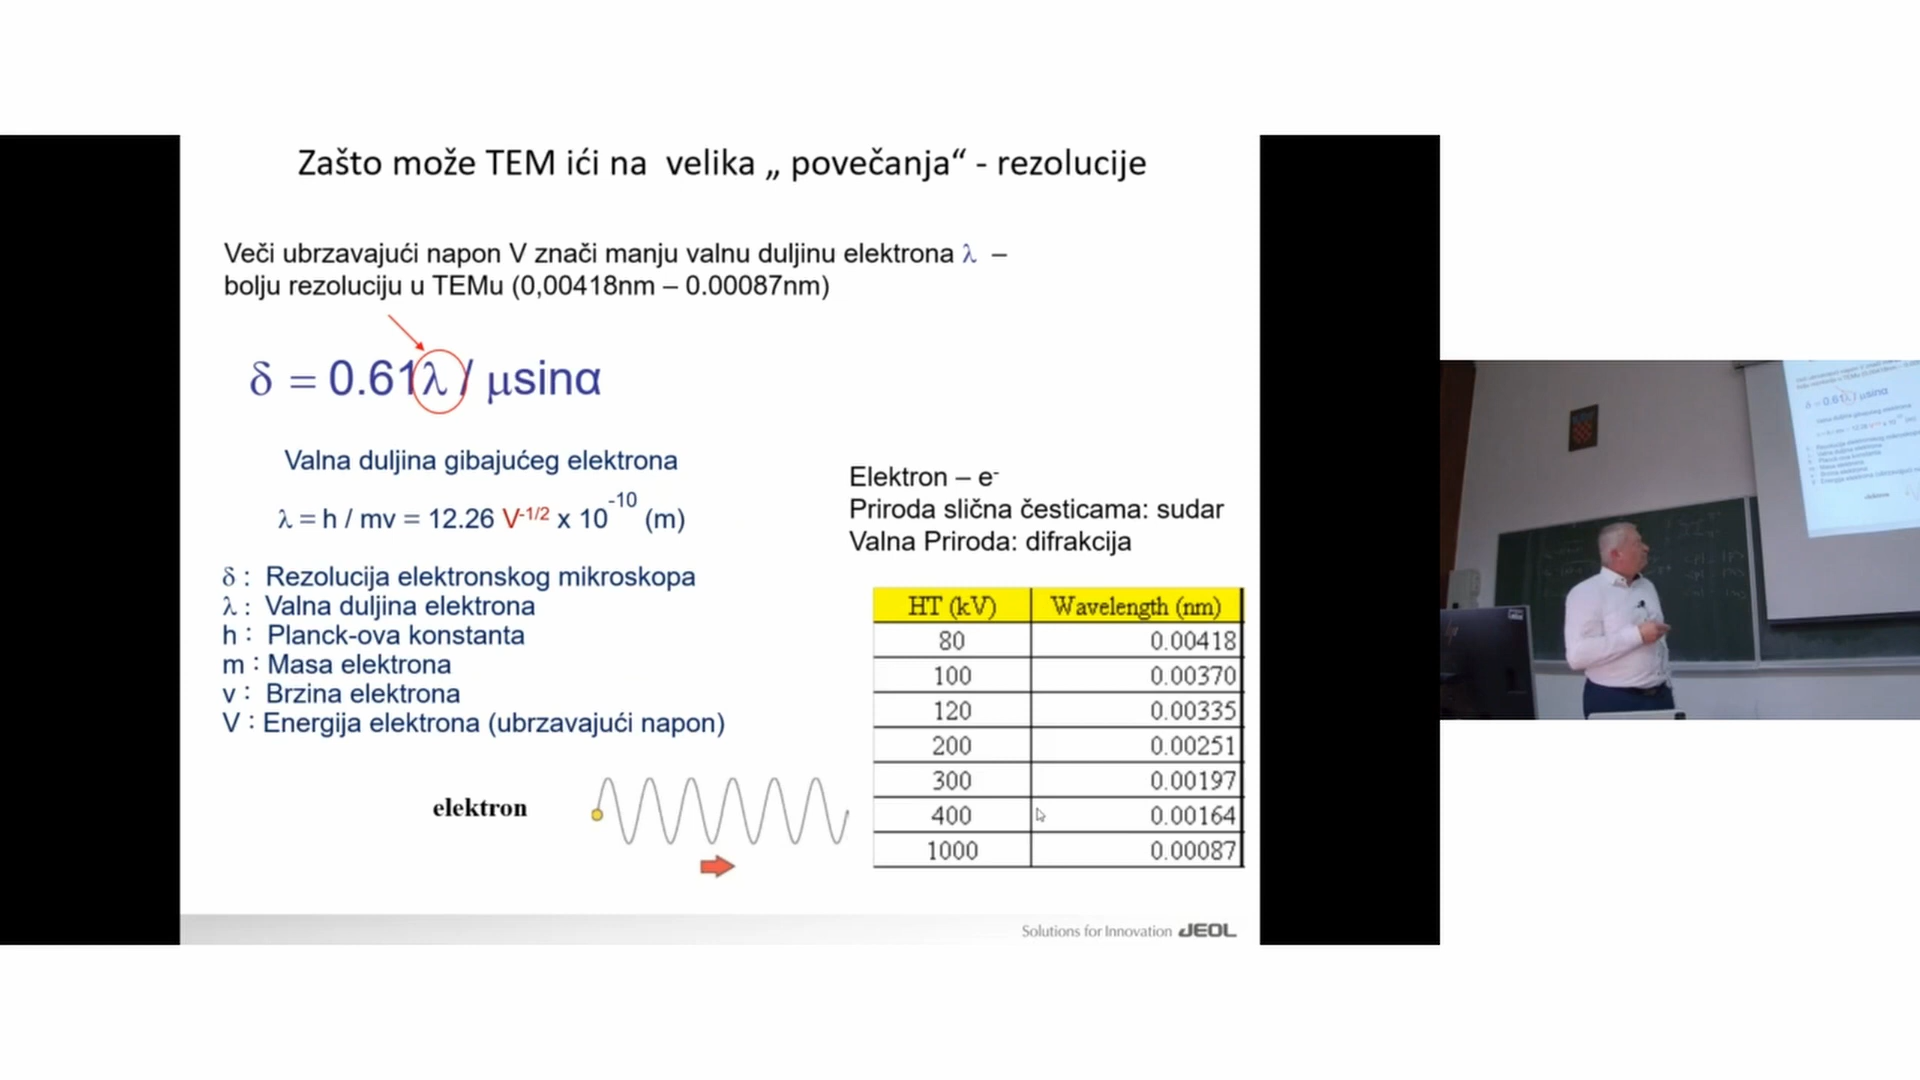 Zašto može TEM ići na velika „ povečanja“ - rezolucije
Veči ubrzavajući napon V znači manju valnu duljinu elektrona λ –
bolju rezoluciju u TEMu (0,00418nm – 0.00087nm)
δ = 0.61λ / μsinα
Valna duljina gibajućeg elektrona
λ = h / mv = 12.26 V-1/2 x 10-10 (m)
δ : Rezolucija elektronskog mikroskopa
λ : Valna duljina elektrona
h : Planck-ova konstanta
m : Masa elektrona
v : Brzina elektrona
V : Energija elektrona (ubrzavajući napon)
elektron
Elektron – e-
Priroda slična česticama: sudar
Valna Priroda: difrakcija
HT (kV) Wavelength (nm)
80 0.00418
100 0.00370
120 0.00335
200 0.00251
300 0.00197
400 0.00164
1000 0.00087
Solutions for Innovation JEOL
δ = 0.61λ / μsinα